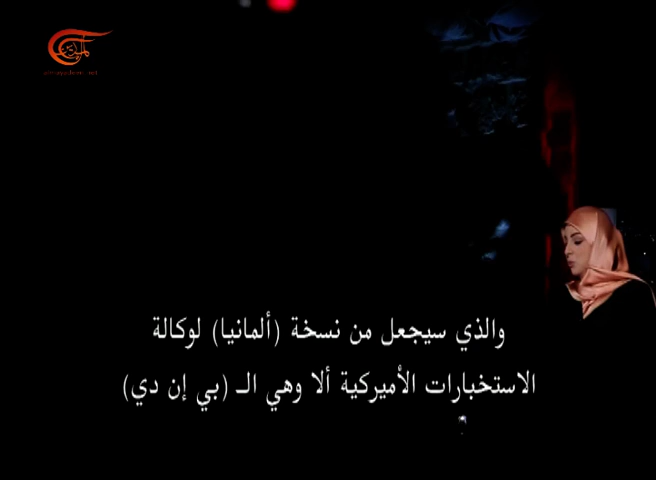 والذي سيجعل من نسخة (ألمانيا) لوكالة
الاستخبارات الأميركية ألا وهي الـ (بي إن دي)